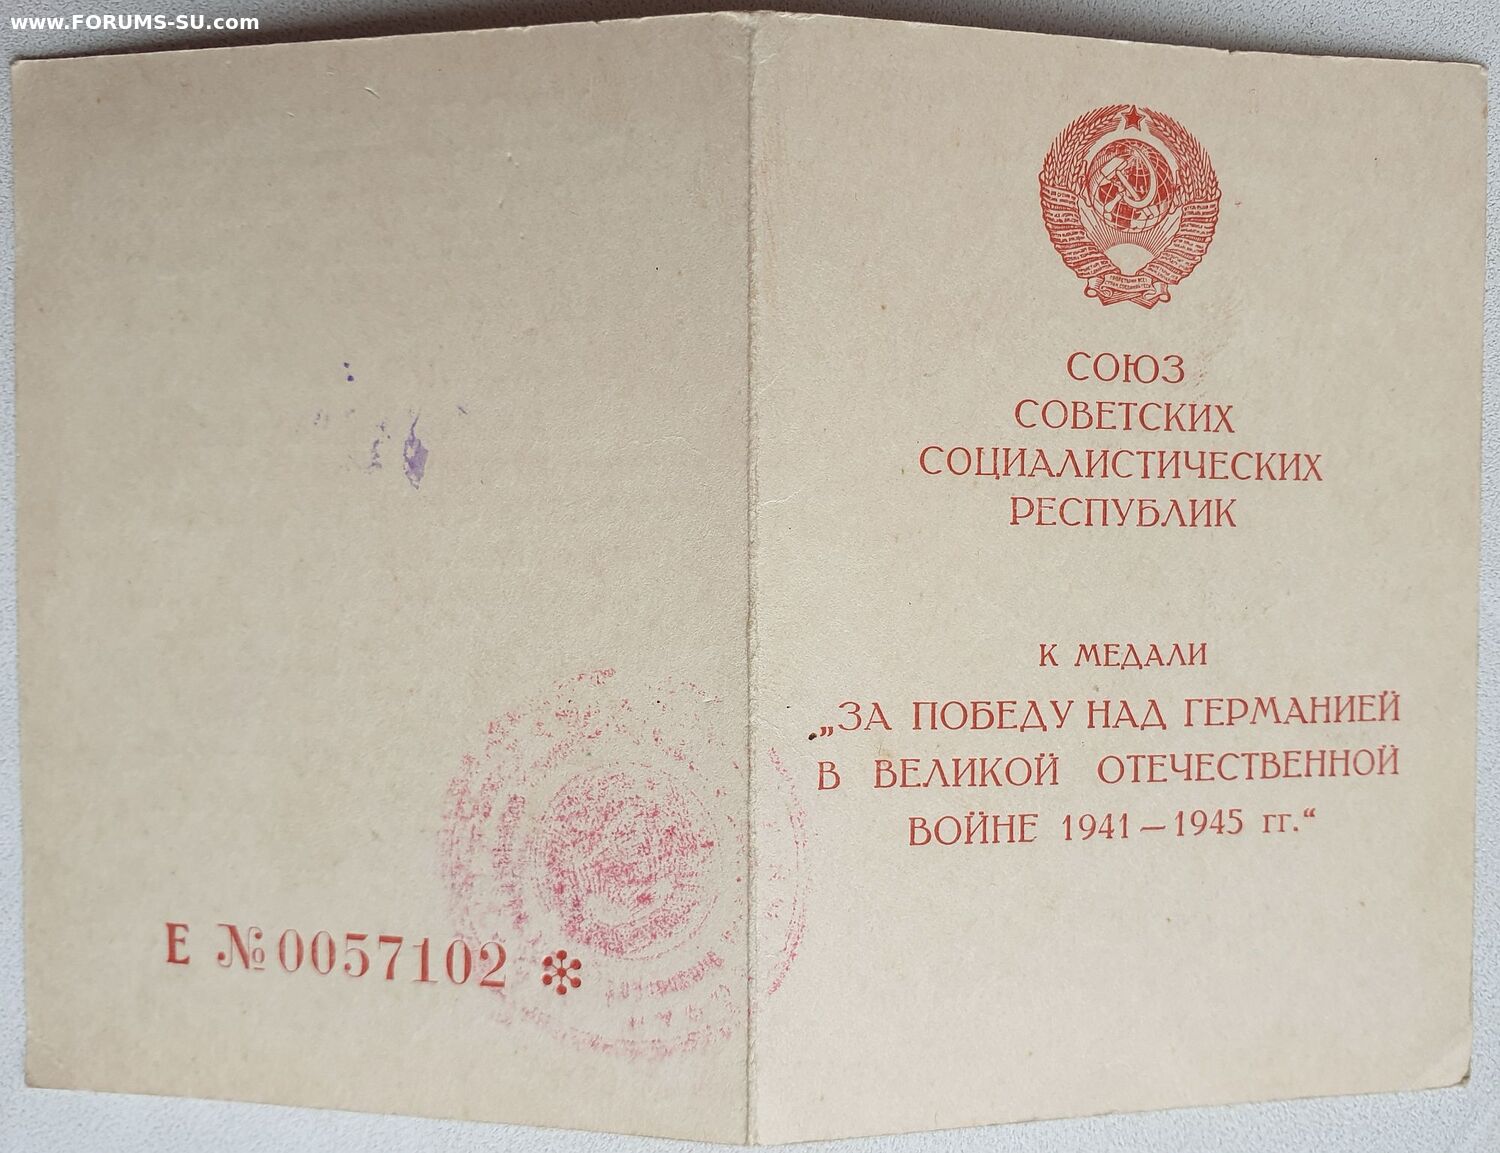 www.FORUMS-SU.com
Е №0057102
СОЮЗ
СОВЕТСКИХ
СОЦИАЛИСТИЧЕСКИХ
РЕСПУБЛИК
К МЕДАЛИ
„ЗА ПОБЕДУ НАД ГЕРМАНИЕЙ
В ВЕЛИКОЙ ОТЕЧЕСТВЕННОЙ
ВОЙНЕ 1941—1945 гг.“